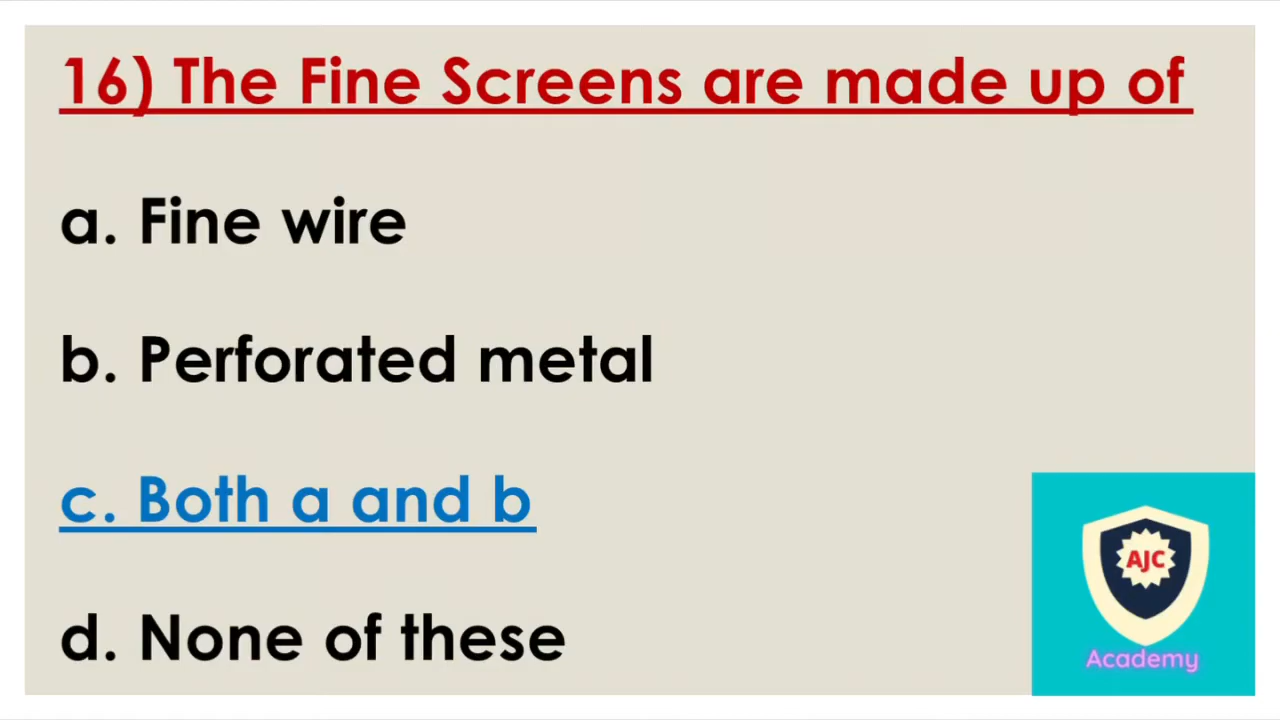 16) The Fine Screens are made up of
a. Fine wire
b. Perforated metal
c. Both a and b
d. None of these
AJC
Academy